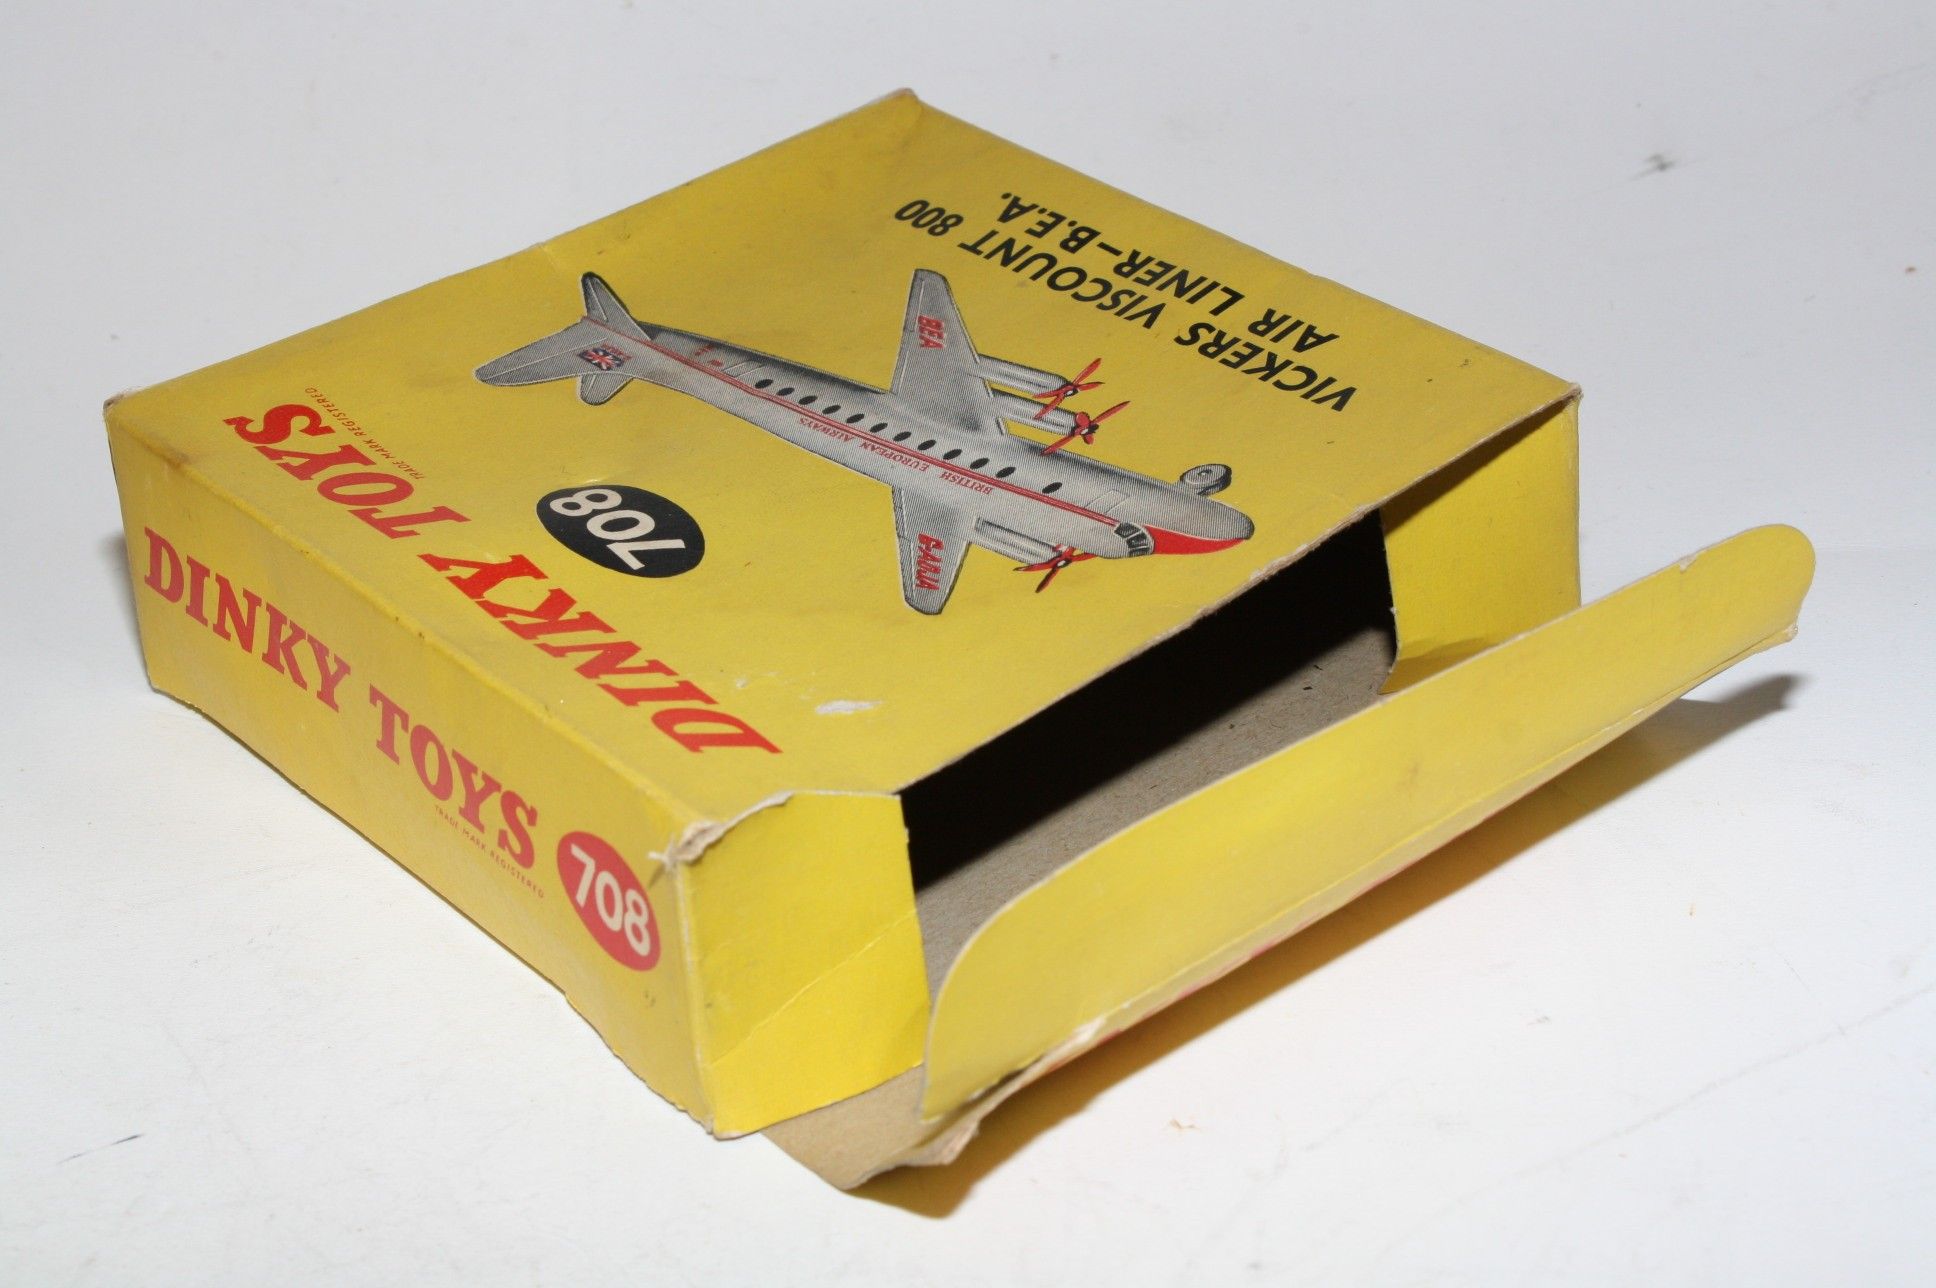 VICKERS VISCOUNT 800
AIR LINER–B.E.A.
BEA
BRITISH EUROPEAN AIRWAYS
708
DINKY TOYS
TRADE MARK REGISTERED
DINKY TOYS
TRADE MARK REGISTERED
708